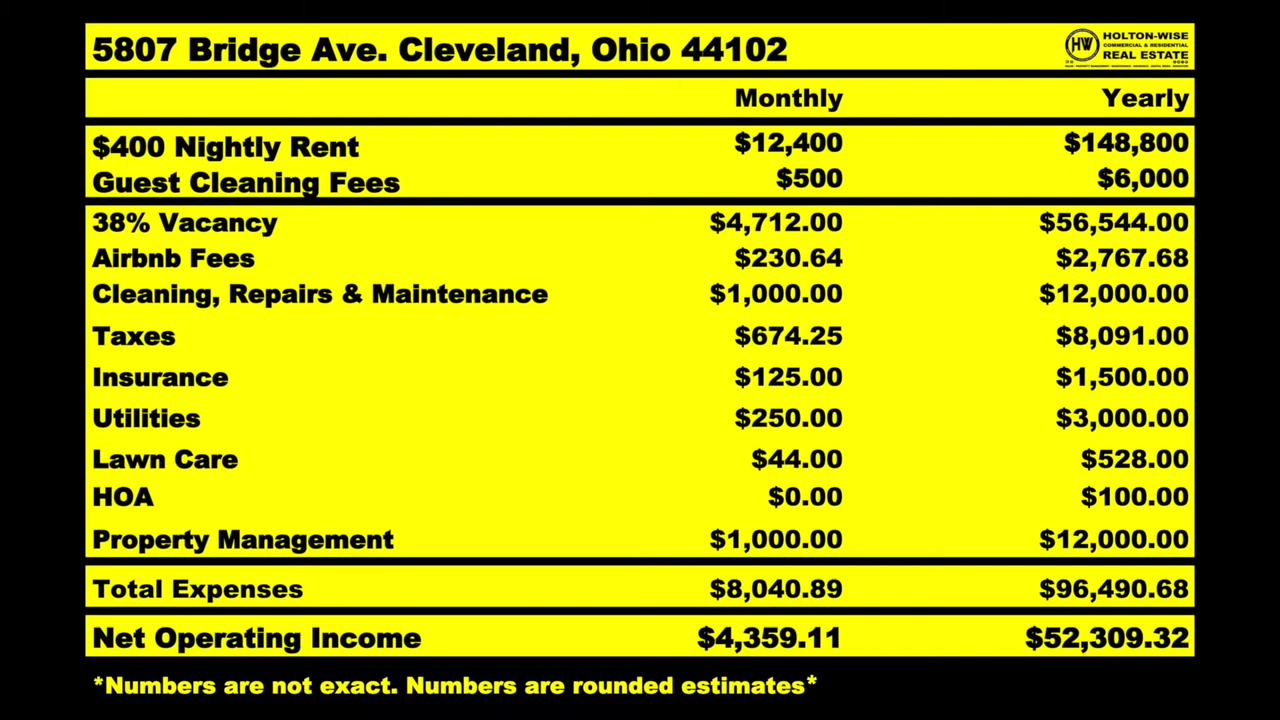 5807 Bridge Ave. Cleveland, Ohio 44102
HW
HOLTON-WISE
COMMERCIAL & RESIDENTIAL
REAL ESTATE
Monthly Yearly
$400 Nightly Rent $12,400 $148,800
Guest Cleaning Fees $500 $6,000
38% Vacancy $4,712.00 $56,544.00
Airbnb Fees $230.64 $2,767.68
Cleaning, Repairs & Maintenance $1,000.00 $12,000.00
Taxes $674.25 $8,091.00
Insurance $125.00 $1,500.00
Utilities $250.00 $3,000.00
Lawn Care $44.00 $528.00
HOA $0.00 $100.00
Property Management $1,000.00 $12,000.00
Total Expenses $8,040.89 $96,490.68
Net Operating Income $4,359.11 $52,309.32
*Numbers are not exact. Numbers are rounded estimates*